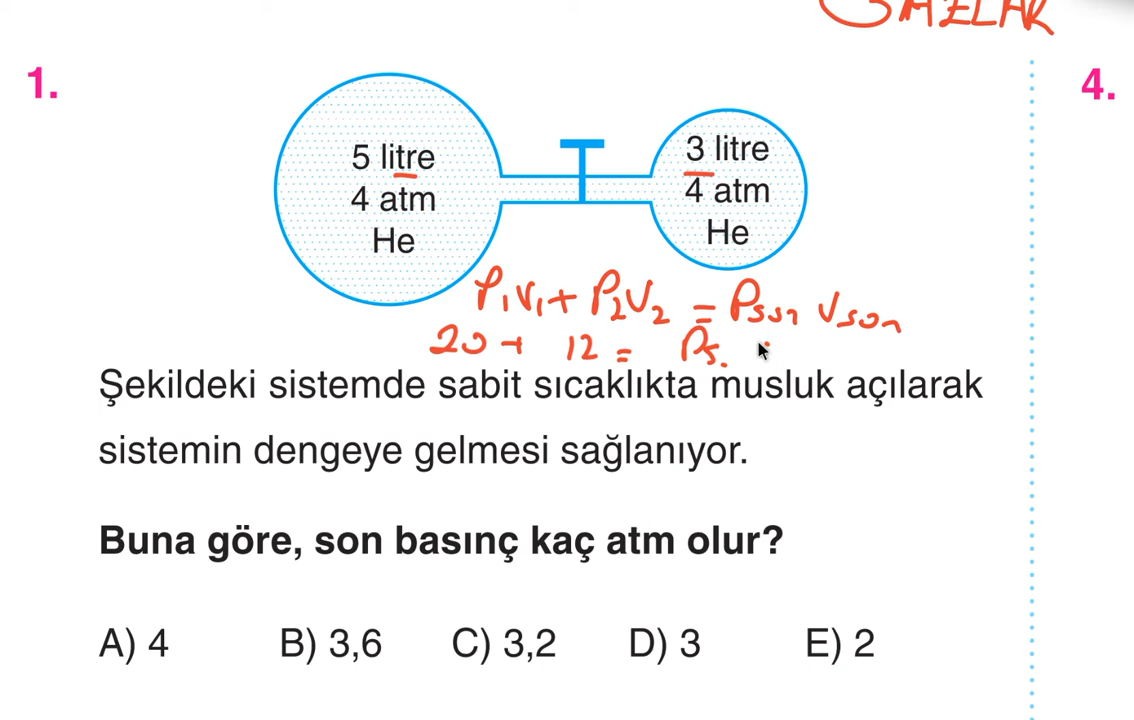 GAZLAR
1.
4.
5 litre
4 atm
He
3 litre
4 atm
He
P₁V₁ + P₂V₂ = Pson Vson
20 + 12 = Ps.
Şekildeki sistemde sabit sıcaklıkta musluk açılarak
sistemin dengeye gelmesi sağlanıyor.
Buna göre, son basınç kaç atm olur?
A) 4 B) 3,6 C) 3,2 D) 3 E) 2